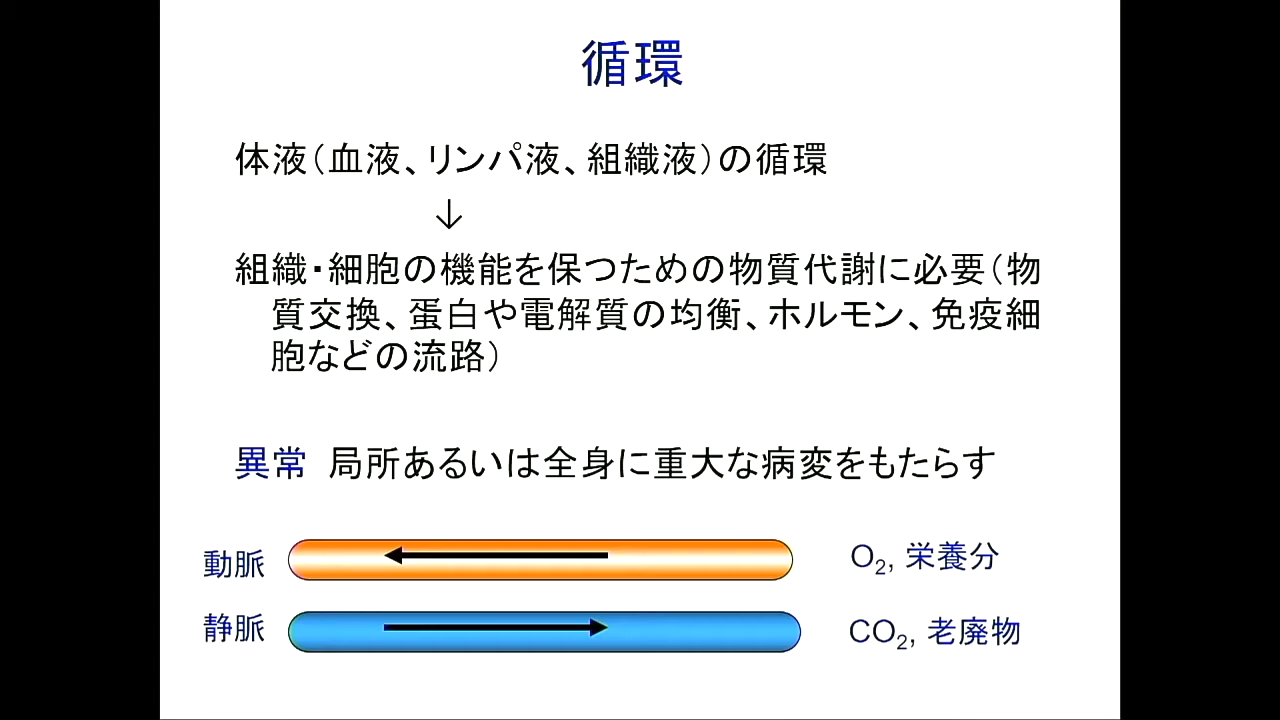 循環
体液（血液、リンパ液、組織液）の循環
↓
組織・細胞の機能を保つための物質代謝に必要（物
質交換、蛋白や電解質の均衡、ホルモン、免疫細
胞などの流路）
異常 局所あるいは全身に重大な病変をもたらす
動脈 O₂, 栄養分
静脈 CO₂, 老廃物